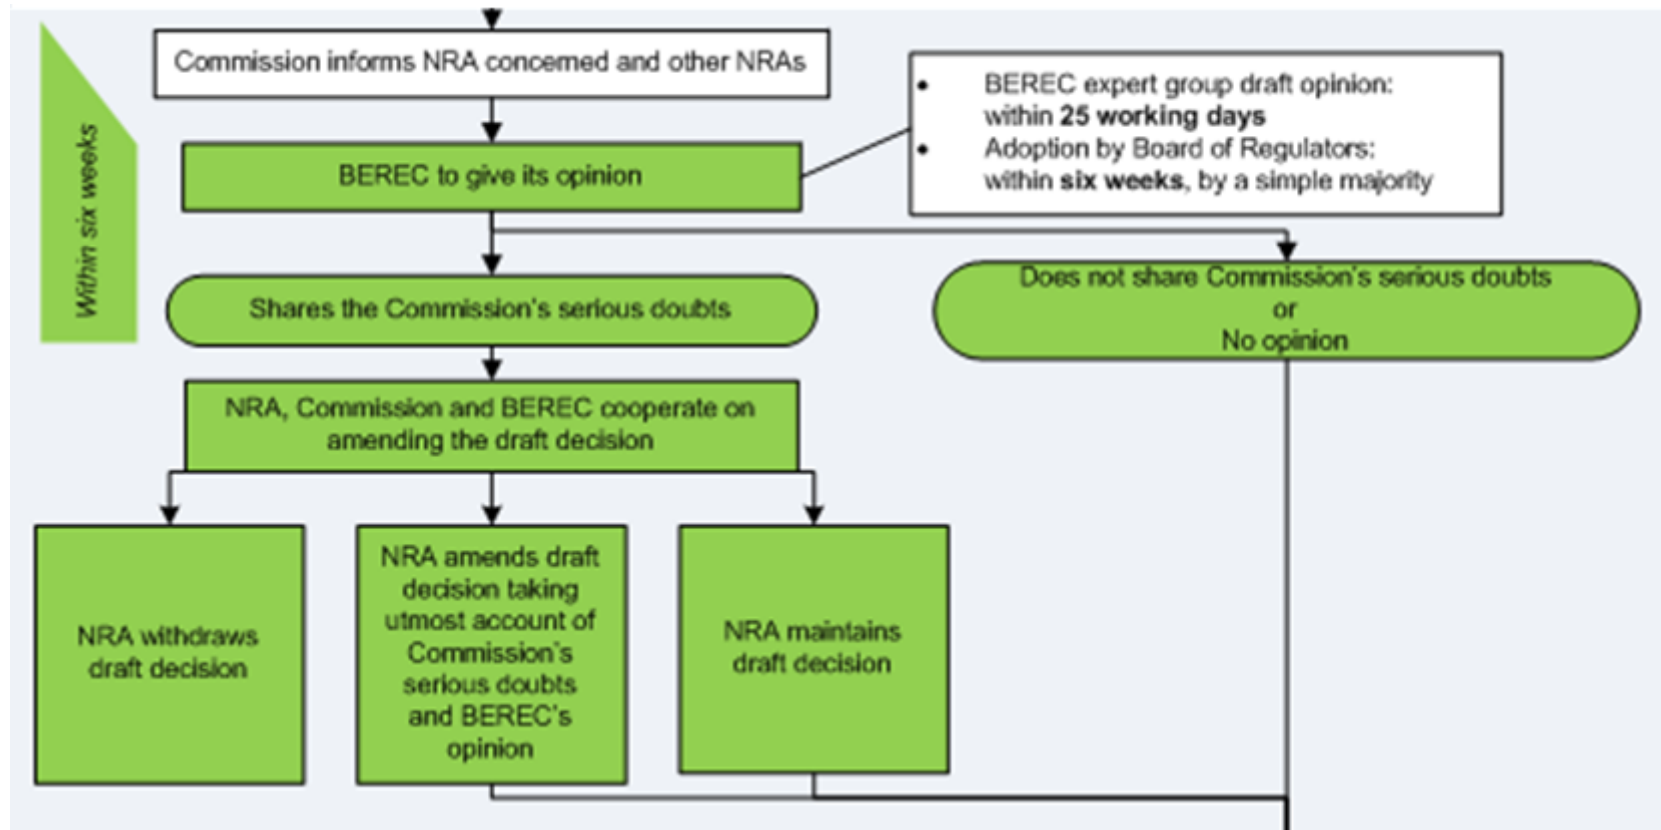 Commission informs NRA concerned and other NRAs
• BEREC expert group draft opinion:
within 25 working days
• Adoption by Board of Regulators:
within six weeks, by a simple majority
Within six weeks
BEREC to give its opinion
Shares the Commission's serious doubts
Does not share Commission's serious doubts
or
No opinion
NRA, Commission and BEREC cooperate on
amending the draft decision
NRA withdraws
draft decision
NRA amends draft
decision taking
utmost account of
Commission's
serious doubts
and BEREC's
opinion
NRA maintains
draft decision